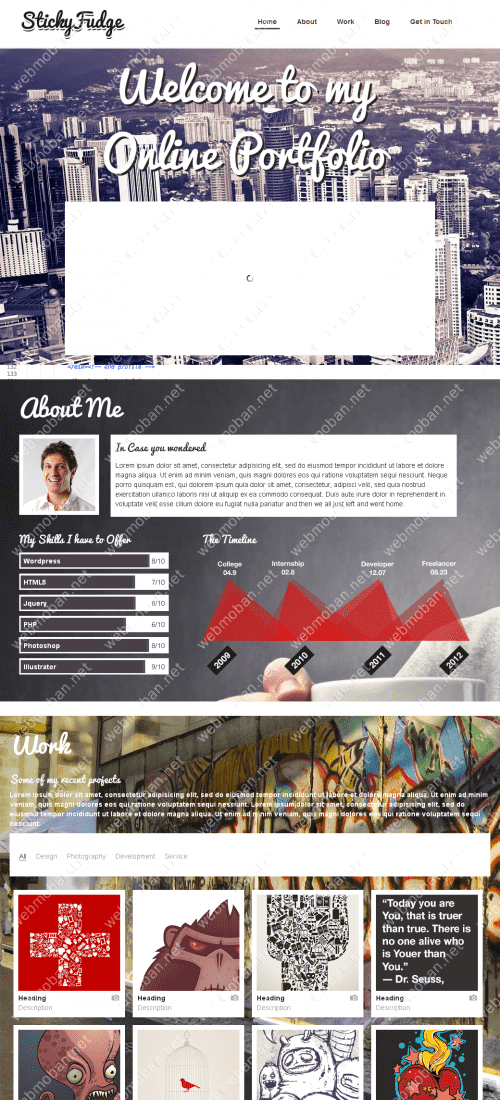 StickyFudge
Home About Work Blog Get in Touch
Welcome to my
Online Portfolio
132 </div><!-- end profile -->
133
About Me
In Case you wondered
Lorem ipsum dolor sit amet, consectetur adipisicing elit, sed do eiusmod tempor incididunt ut labore et dolore
magna aliqua. Ut enim ad minim veniam, quis magni dolores eos qui ratione voluptatem sequi nesciunt. Neque
porro quisquam est, qui dolorem ipsum quia dolor sit amet, consectetur, adipisci velit, sed quis nostrud
exercitation ullamco laboris nisi ut aliquip ex ea commodo consequat. Duis aute irure dolor in reprehenderit in
voluptate velit esse cillum dolore eu fugiat nulla pariatur and then we all just left and went home.
My Skills I have to Offer
Wordpress 8/10
HTML5 7/10
Jquery 8/10
PHP 6/10
Photoshop 8/10
Illustrator 9/10
The Timeline
College Internship Developer Freelancer
04.9 02.8 12.07 08.23
2009 2010 2011 2012
Work
Some of my recent projects
Lorem ipsum dolor sit amet, consectetur adipisicing elit, sed do eiusmod tempor incididunt ut labore et dolore magna aliqua. Ut enim ad minim
veniam, quis magni dolores eos qui ratione voluptatem sequi nesciunt. Lorem ipsum dolor sit amet, consectetur adipisicing elit, sed do
eiusmod tempor incididunt ut labore et dolore magna aliqua. Ut enim ad minim veniam, quis magni dolores eos qui ratione voluptatem sequi
nesciunt.
All Design Photography Development Service
“Today you are
You, that is truer
than true. There is
no one alive who
is Youer than
You.”
— Dr. Seuss,
Heading Heading Heading Heading
Description Description Description Description
webmoban.net